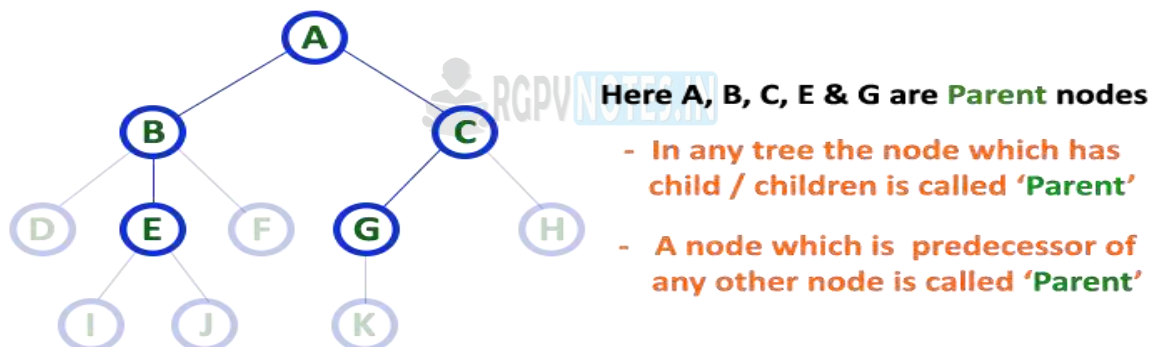 A
RGPVNOTES.IN
Here A, B, C, E & G are Parent nodes
B
C
- In any tree the node which has
child / children is called ‘Parent’
D
E
F
G
H
- A node which is predecessor of
any other node is called ‘Parent’
I
J
K